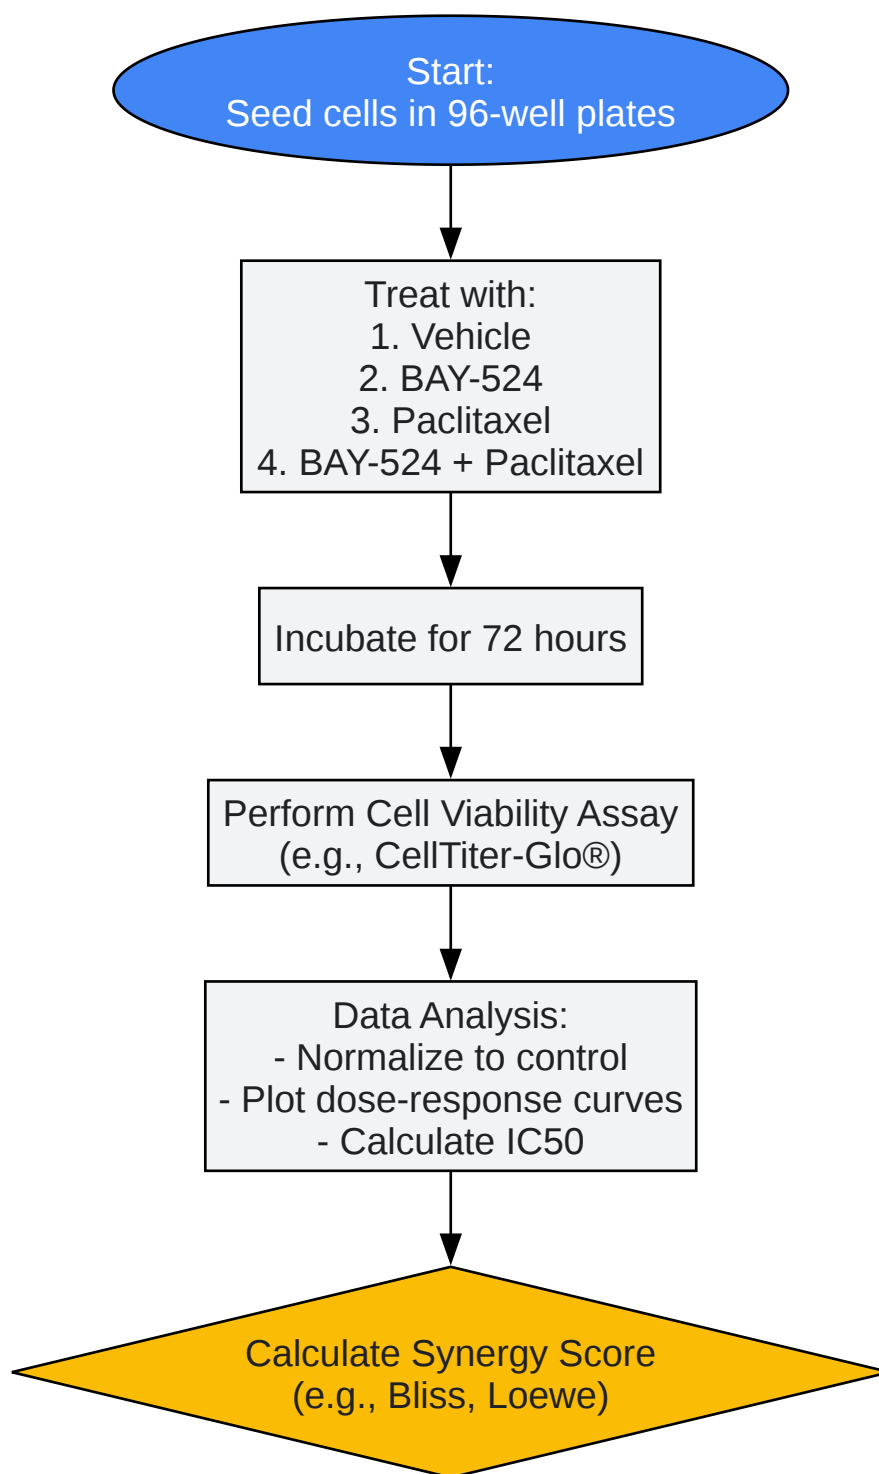 Start:
Seed cells in 96-well plates
Treat with:
1. Vehicle
2. BAY-524
3. Paclitaxel
4. BAY-524 + Paclitaxel
Incubate for 72 hours
Perform Cell Viability Assay
(e.g., CellTiter-Glo®)
Data Analysis:
- Normalize to control
- Plot dose-response curves
- Calculate IC50
Calculate Synergy Score
(e.g., Bliss, Loewe)